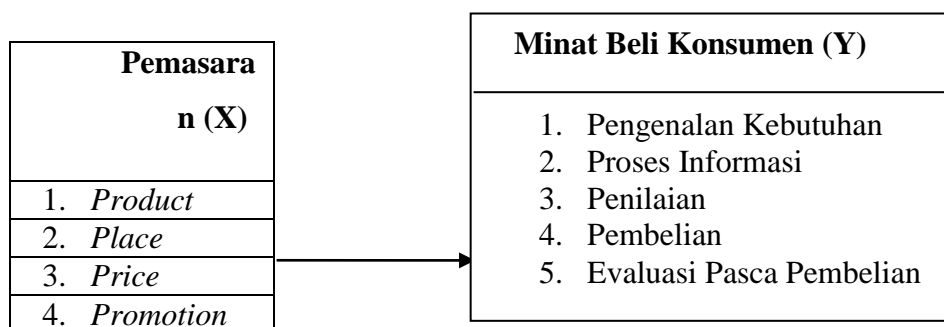 Pemasara
n (X)
1. Product
2. Place
3. Price
4. Promotion
Minat Beli Konsumen (Y)
1. Pengenalan Kebutuhan
2. Proses Informasi
3. Penilaian
4. Pembelian
5. Evaluasi Pasca Pembelian